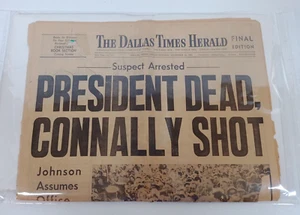 THE DALLAS TIMES HERALD
FINAL
EDITION
Suspect Arrested
PRESIDENT DEAD,
CONNALLY SHOT
Johnson
Assumes
Office